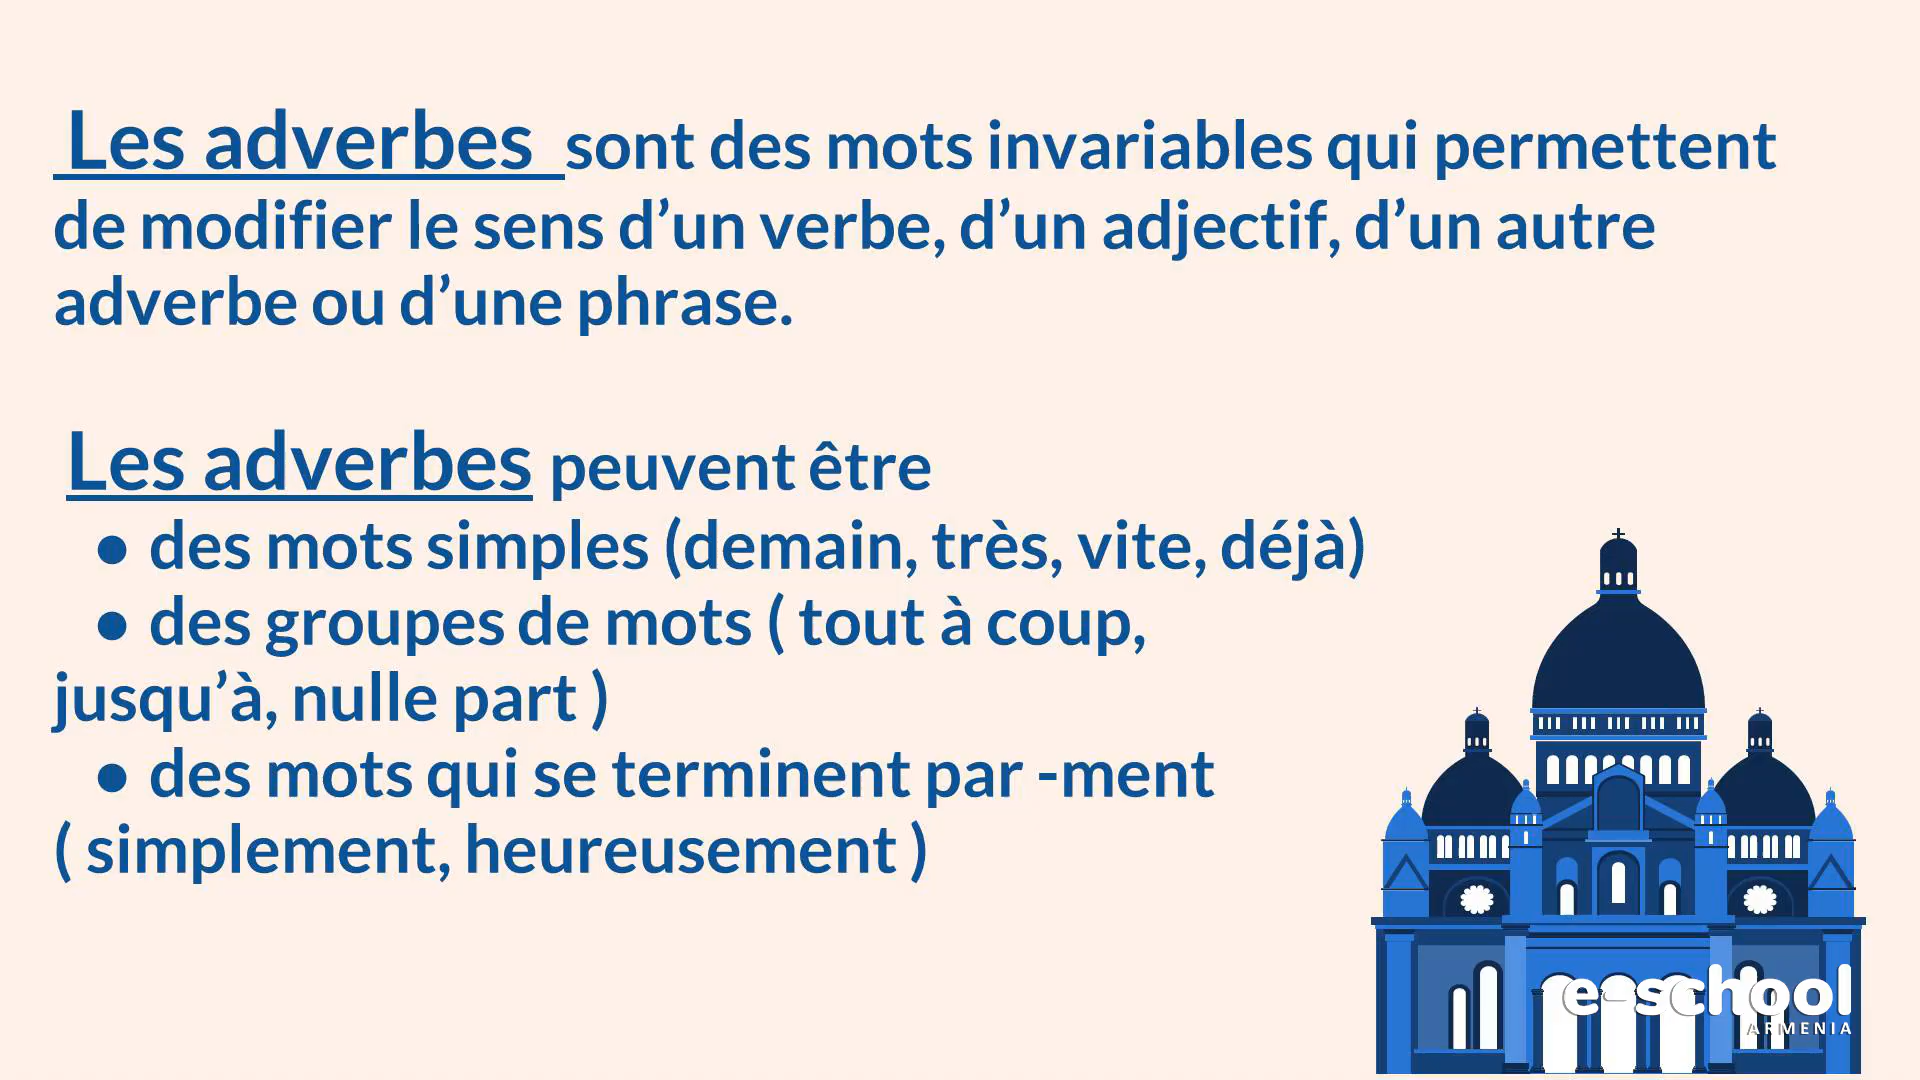 Les adverbes sont des mots invariables qui permettent
de modifier le sens d’un verbe, d’un adjectif, d’un autre
adverbe ou d’une phrase.
Les adverbes peuvent être
● des mots simples (demain, très, vite, déjà)
● des groupes de mots ( tout à coup,
jusqu’à, nulle part )
● des mots qui se terminent par -ment
( simplement, heureusement )
e-school
ARMENIA